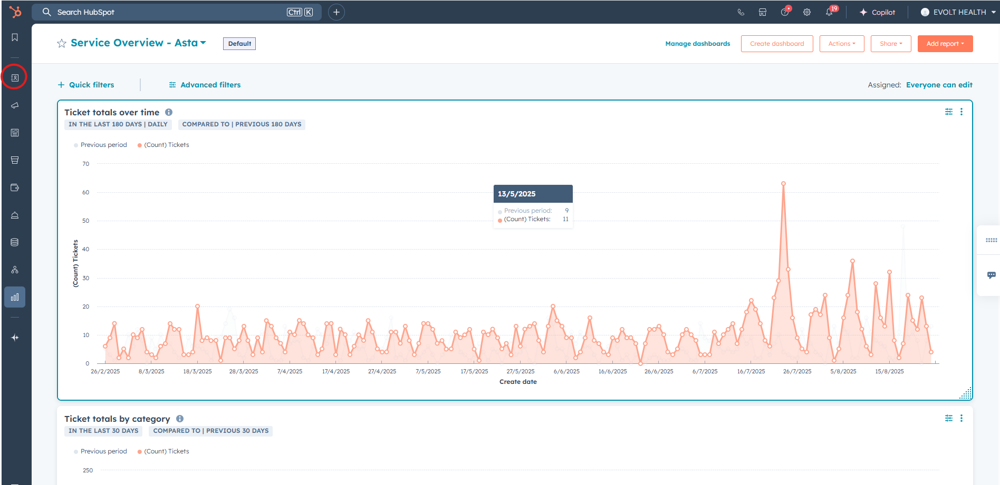 Search HubSpot Ctrl K
19
Copilot
EVOLT HEALTH
Service Overview - Asta
Default
Manage dashboards
Create dashboard
Actions
Share
Add report
Quick filters
Advanced filters
Assigned: Everyone can edit
Ticket totals over time
IN THE LAST 180 DAYS | DAILY
COMPARED TO | PREVIOUS 180 DAYS
Previous period
(Count) Tickets
70
60
50
40
30
20
10
0
(Count) Tickets
13/5/2025
Previous period: 9
(Count) Tickets: 11
26/2/2025 8/3/2025 18/3/2025 28/3/2025 7/4/2025 17/4/2025 27/4/2025 7/5/2025 17/5/2025 27/5/2025 6/6/2025 16/6/2025 26/6/2025 6/7/2025 16/7/2025 26/7/2025 5/8/2025 15/8/2025
Create date
Ticket totals by category
IN THE LAST 30 DAYS
COMPARED TO | PREVIOUS 30 DAYS
Previous period
(Count) Tickets
250